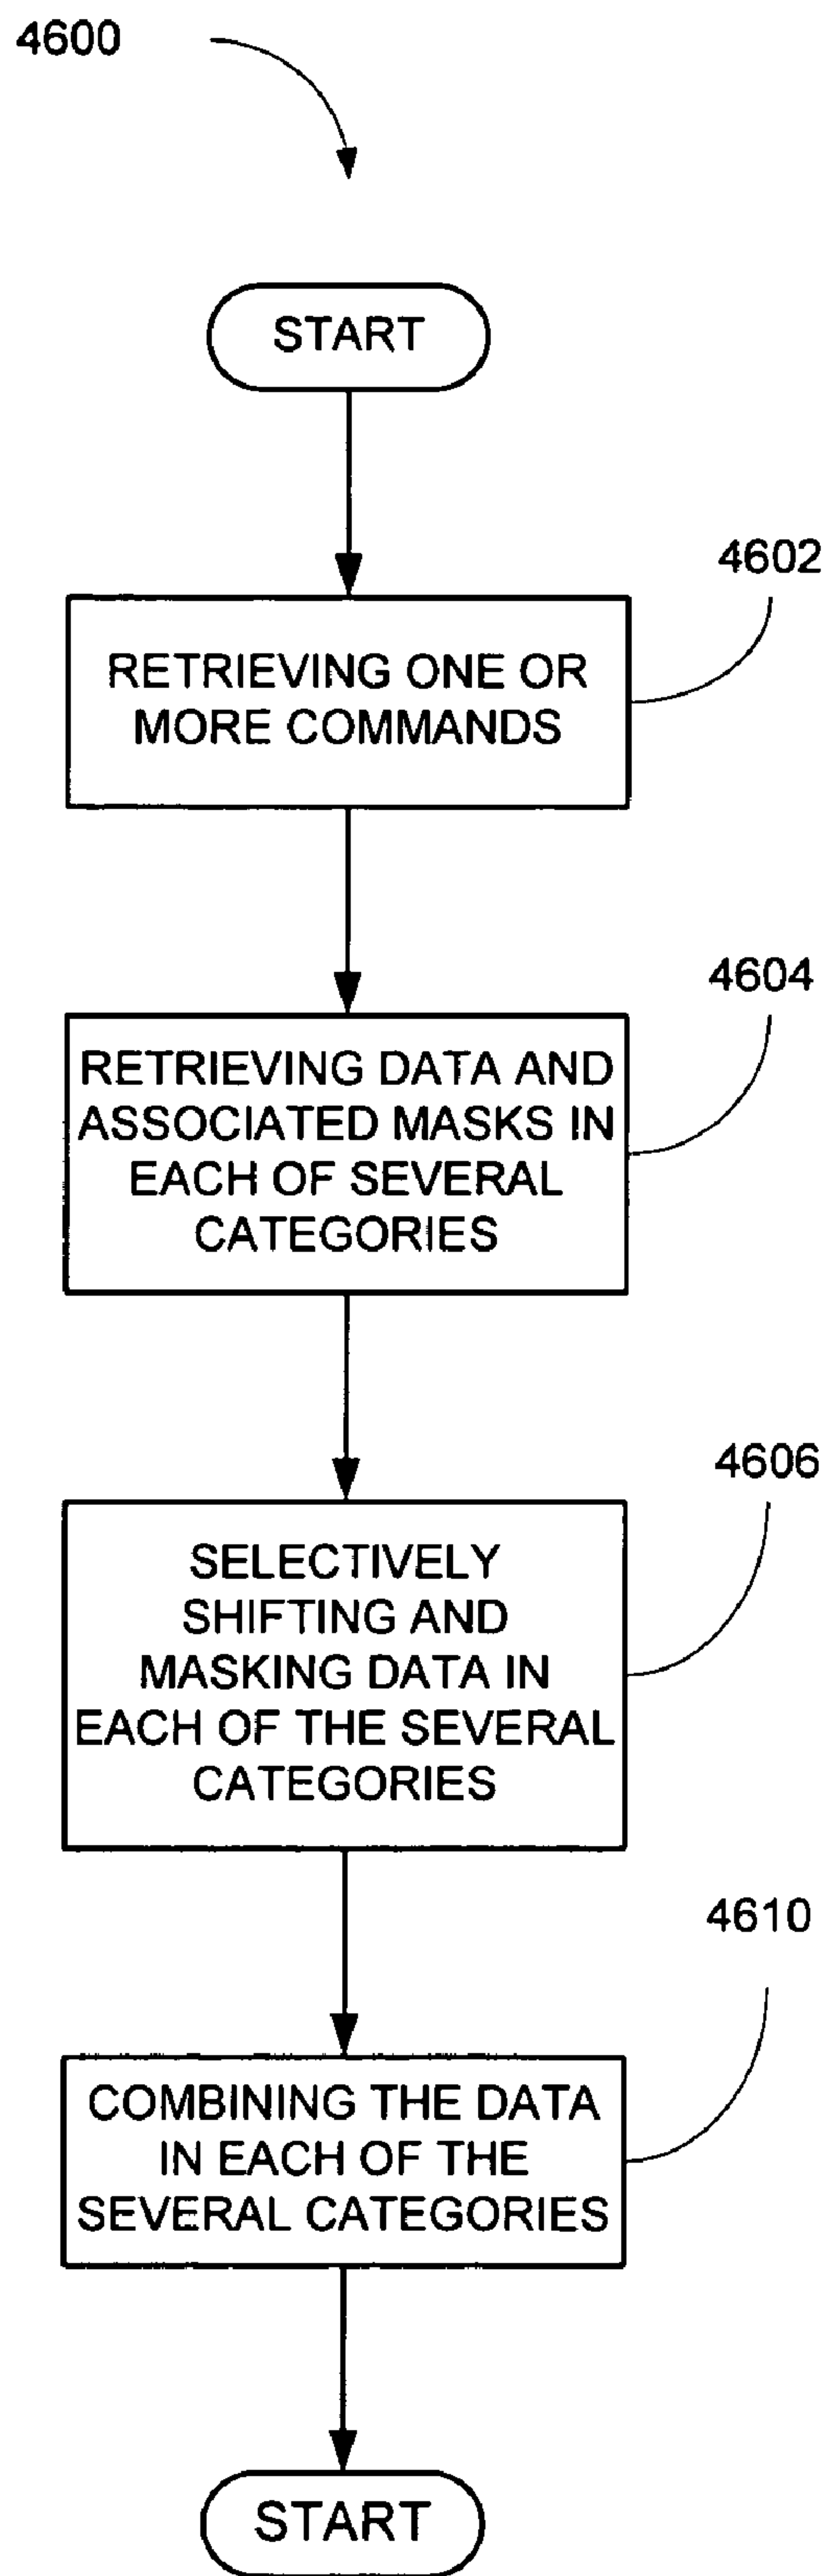 4600
START
4602
RETRIEVING ONE OR
MORE COMMANDS
4604
RETRIEVING DATA AND
ASSOCIATED MASKS IN
EACH OF SEVERAL
CATEGORIES
4606
SELECTIVELY
SHIFTING AND
MASKING DATA IN
EACH OF THE SEVERAL
CATEGORIES
4610
COMBINING THE DATA
IN EACH OF THE
SEVERAL CATEGORIES
START